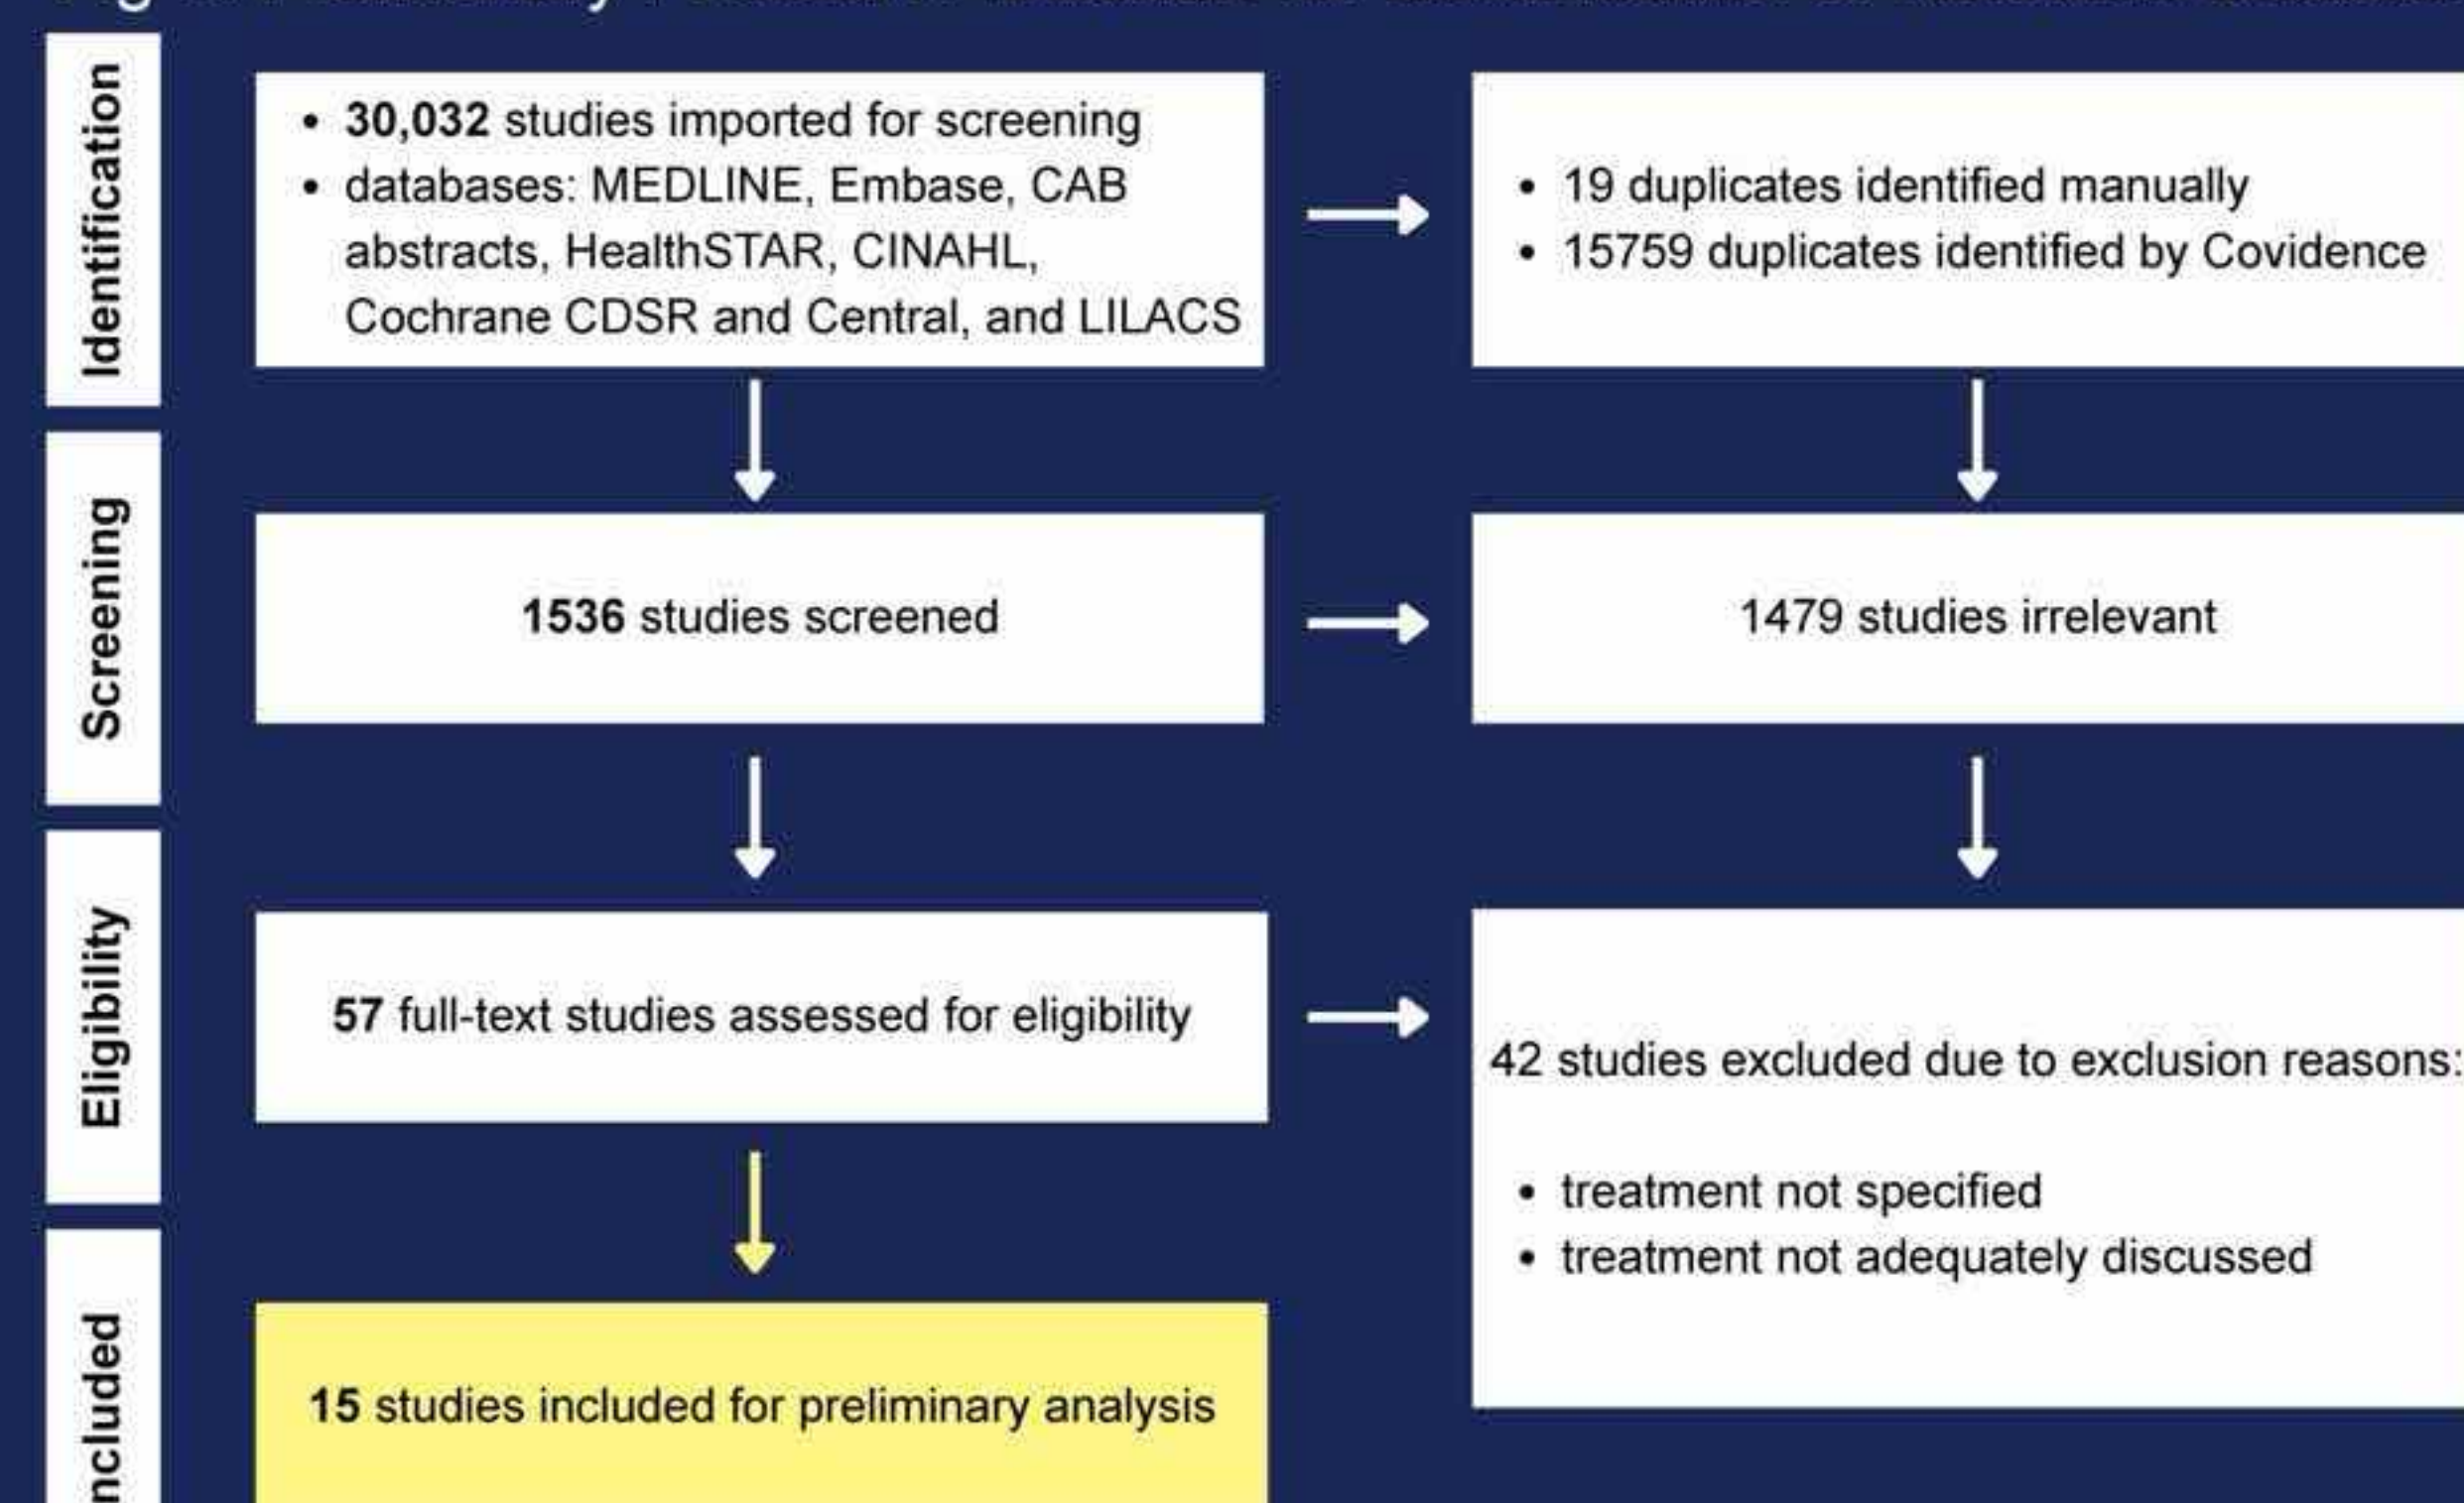 Identification
• 30,032 studies imported for screening
• databases: MEDLINE, Embase, CAB
abstracts, HealthSTAR, CINAHL,
Cochrane CDSR and Central, and LILACS
• 19 duplicates identified manually
• 15759 duplicates identified by Covidence
Screening
1536 studies screened
1479 studies irrelevant
Eligibility
57 full-text studies assessed for eligibility
42 studies excluded due to exclusion reasons:
• treatment not specified
• treatment not adequately discussed
ncluded
15 studies included for preliminary analysis